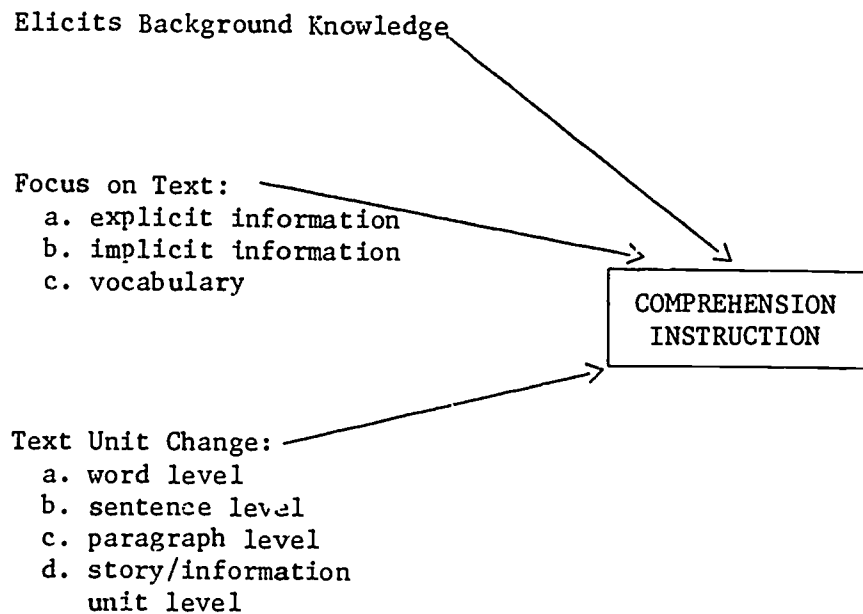 Elicits Background Knowledge
Focus on Text:
a. explicit information
b. implicit information
c. vocabulary
COMPREHENSION
INSTRUCTION
Text Unit Change:
a. word level
b. sentence level
c. paragraph level
d. story/information
unit level